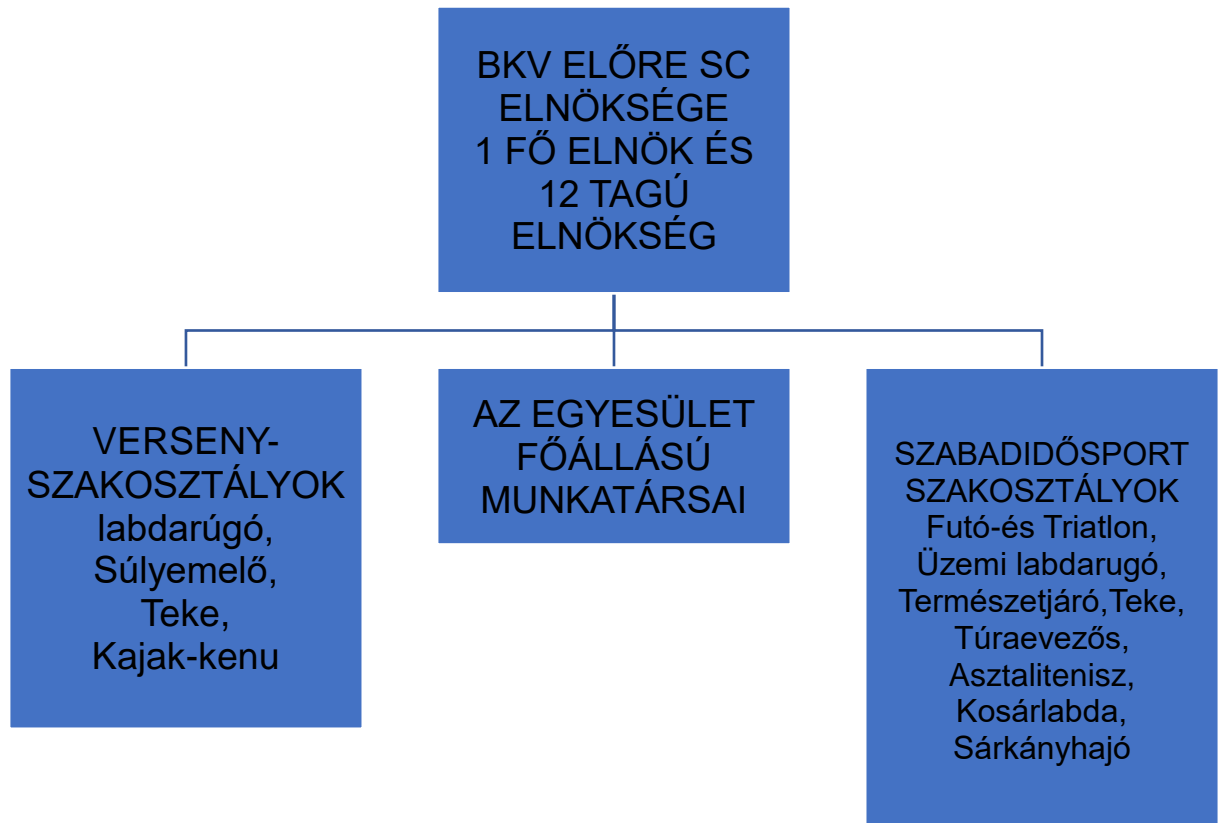 BKV ELŐRE SC
ELNÖKSÉGE
1 FŐ ELNÖK ÉS
12 TAGÚ
ELNÖKSÉG
VERSENY-
SZAKOSZTÁLYOK
labdarúgó,
Súlyemelő,
Teke,
Kajak-kenu
AZ EGYESÜLET
FŐÁLLÁSÚ
MUNKATÁRSAI
SZABADIDŐSPORT
SZAKOSZTÁLYOK
Futó-és Triatlon,
Üzemi labdarugó,
Természetjáró,Teke,
Túraevezős,
Asztalitenisz,
Kosárlabda,
Sárkányhajó